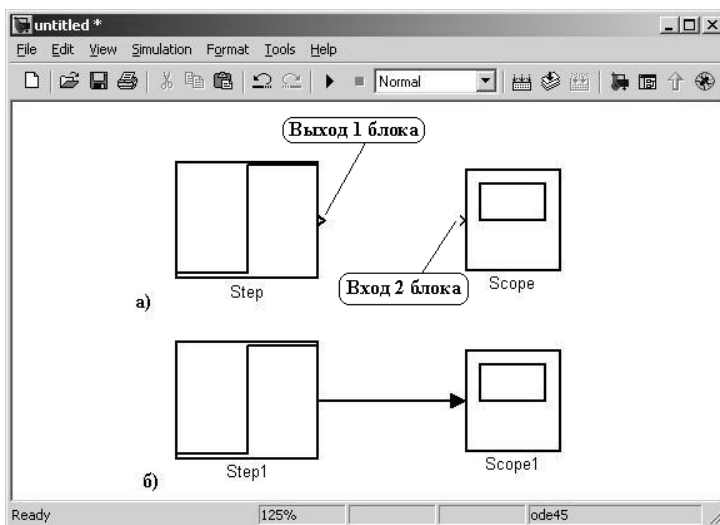 untitled *
File Edit View Simulation Format Tools Help
Normal
Выход 1 блока
Вход 2 блока
а)
Step
Scope
б)
Step1
Scope1
Ready 125% ode45